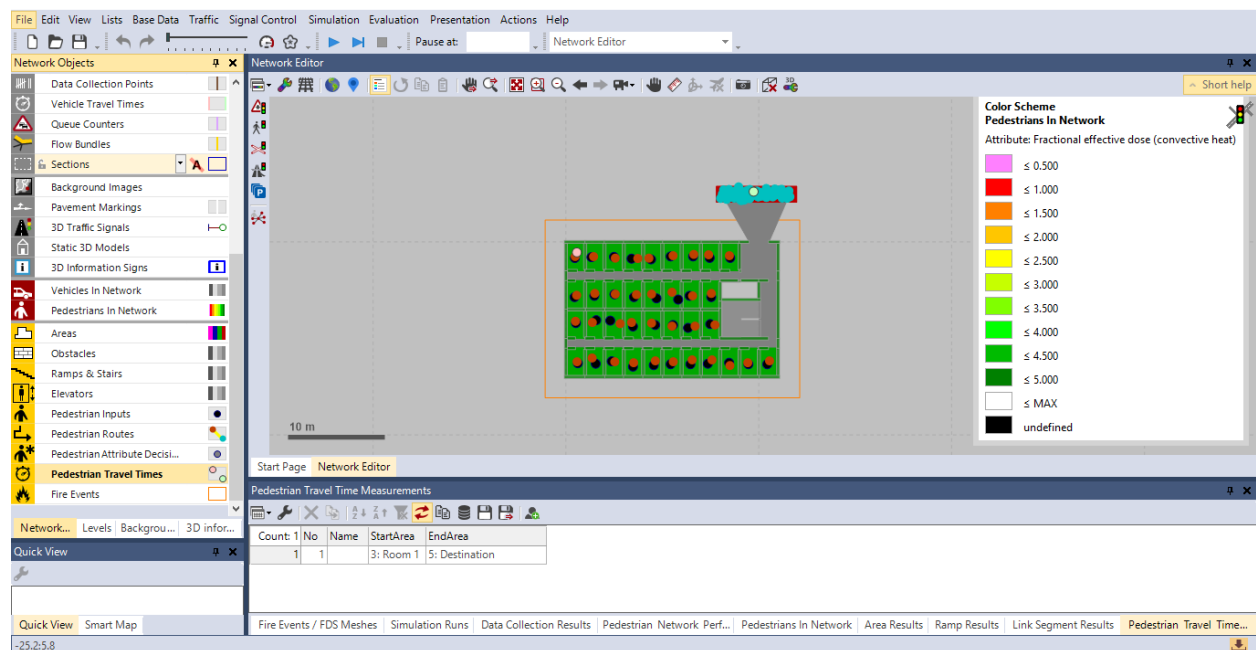 File Edit View Lists Base Data Traffic Signal Control Simulation Evaluation Presentation Actions Help
Pause at: Network Editor
Network Objects
Data Collection Points
Vehicle Travel Times
Queue Counters
Flow Bundles
Sections
Background Images
Pavement Markings
3D Traffic Signals
Static 3D Models
3D Information Signs
Vehicles In Network
Pedestrians In Network
Areas
Obstacles
Ramps & Stairs
Elevators
Pedestrian Inputs
Pedestrian Routes
Pedestrian Attribute Decisi...
Pedestrian Travel Times
Fire Events
Network... Levels Backgrou... 3D infor...
Quick View
Quick View Smart Map
-25.2:5.8
Network Editor
Short help
Color Scheme
Pedestrians In Network
Attribute: Fractional effective dose (convective heat)
≤ 0.500
≤ 1.000
≤ 1.500
≤ 2.000
≤ 2.500
≤ 3.000
≤ 3.500
≤ 4.000
≤ 4.500
≤ 5.000
≤ MAX
undefined
10 m
Start Page Network Editor
Pedestrian Travel Time Measurements
Count: 1 No Name StartArea EndArea
1 1 3: Room 1 5: Destination
Fire Events / FDS Meshes Simulation Runs Data Collection Results Pedestrian Network Perf... Pedestrians In Network Area Results Ramp Results Link Segment Results Pedestrian Travel Time...